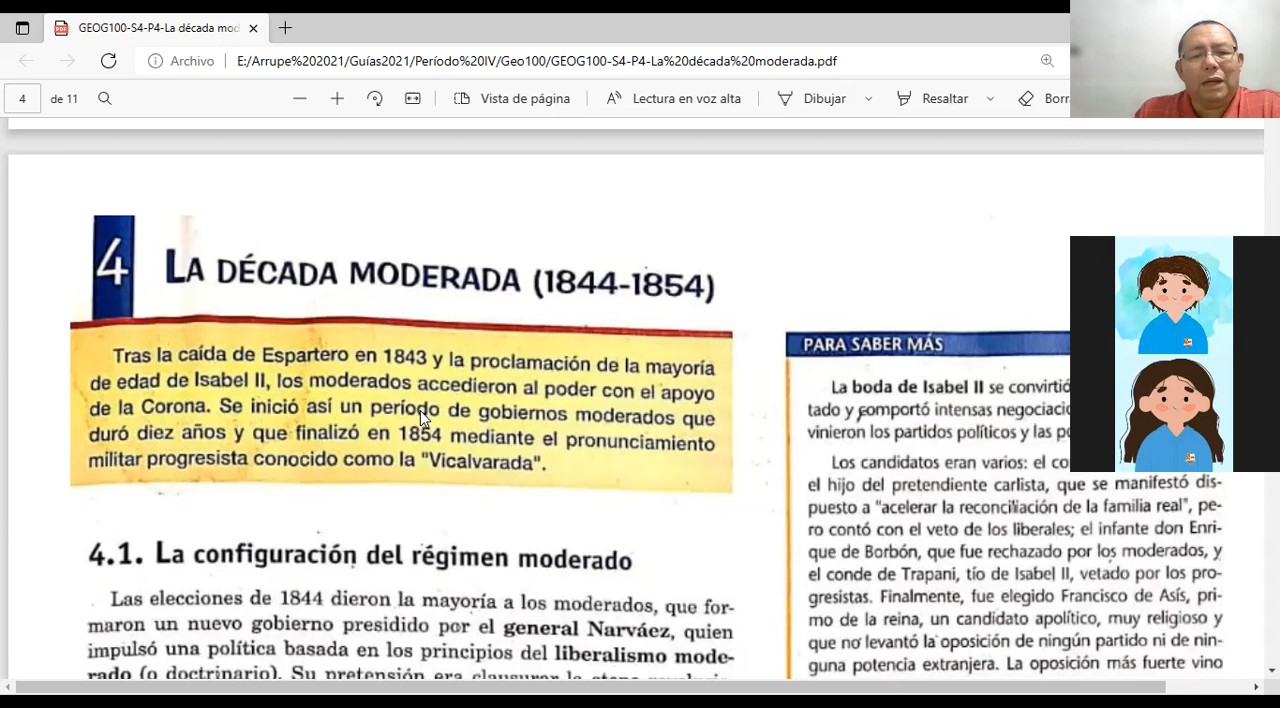 GEOG100-S4-P4-La década mod
Archivo
E:/Arrupe%202021/Guías2021/Período%20IV/Geo100/GEOG100-S4-P4-La%20década%20moderada.pdf
4
de 11
Vista de página
Lectura en voz alta
Dibujar
Resaltar
Borra
4 LA DÉCADA MODERADA (1844-1854)
Tras la caída de Espartero en 1843 y la proclamación de la mayoría
de edad de Isabel II, los moderados accedieron al poder con el apoyo
de la Corona. Se inició así un período de gobiernos moderados que
duró diez años y que finalizó en 1854 mediante el pronunciamiento
militar progresista conocido como la "Vicalvarada".
4.1. La configuración del régimen moderado
Las elecciones de 1844 dieron la mayoría a los moderados, que for-
maron un nuevo gobierno presidido por el general Narváez, quien
impulsó una política basada en los principios del liberalismo mode-
rado (o doctrinario). Su pretensión era clausurar la etapa
PARA SABER MÁS
La boda de Isabel II se convirtió
tado y comportó intensas negociacio
vinieron los partidos políticos y las po
Los candidatos eran varios: el co
el hijo del pretendiente carlista, que se manifestó dis-
puesto a "acelerar la reconciliación de la familia real", pe-
ro contó con el veto de los liberales; el infante don Enri-
que de Borbón, que fue rechazado por los moderados, y
el conde de Trapani, tío de Isabel II, vetado por los pro-
gresistas. Finalmente, fue elegido Francisco de Asís, pri-
mo de la reina, un candidato apolítico, muy religioso y
que no levantó la oposición de ningún partido ni de nin-
guna potencia extranjera. La oposición más fuerte vino